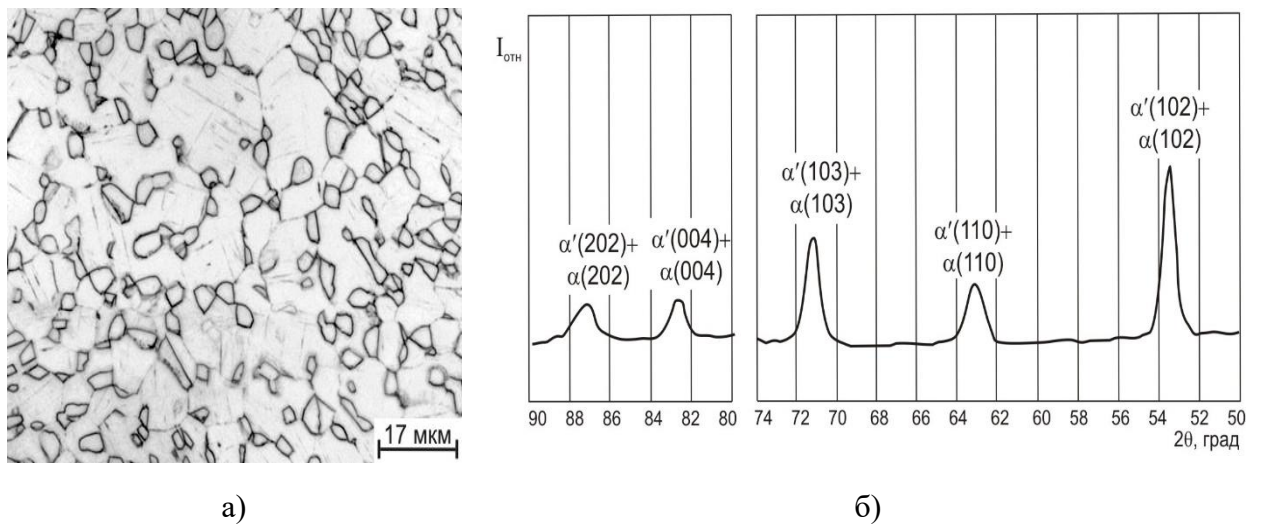 17 мкм
а)
Iотн
α′(202)+
α(202)
α′(004)+
α(004)
α′(103)+
α(103)
α′(110)+
α(110)
α′(102)+
α(102)
90 88 86 84 82 80
74 72 70 68 66 64 62 60 58 56 54 52 50
2θ, град
б)